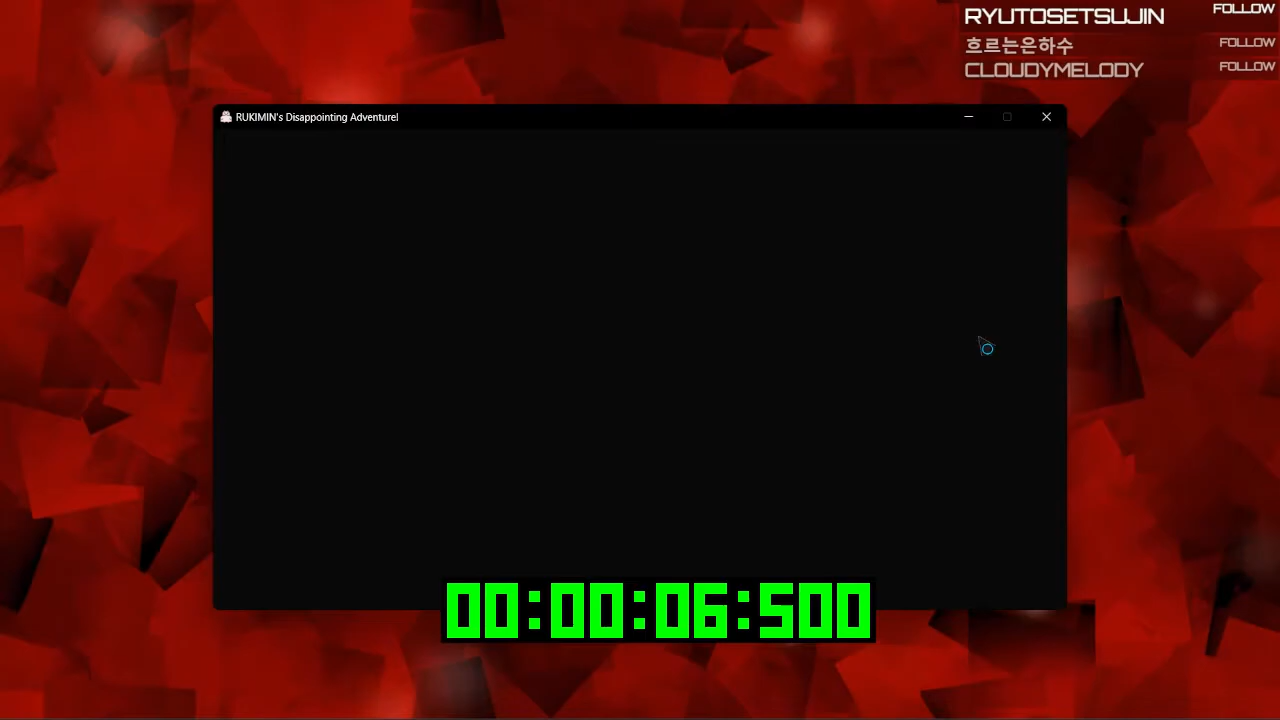 RYUTOSETSUJIN FOLLOW
흐르는은하수 FOLLOW
CLOUDYMELODY FOLLOW
RUKIMIN's Disappointing Adventure!
00:00:06:500